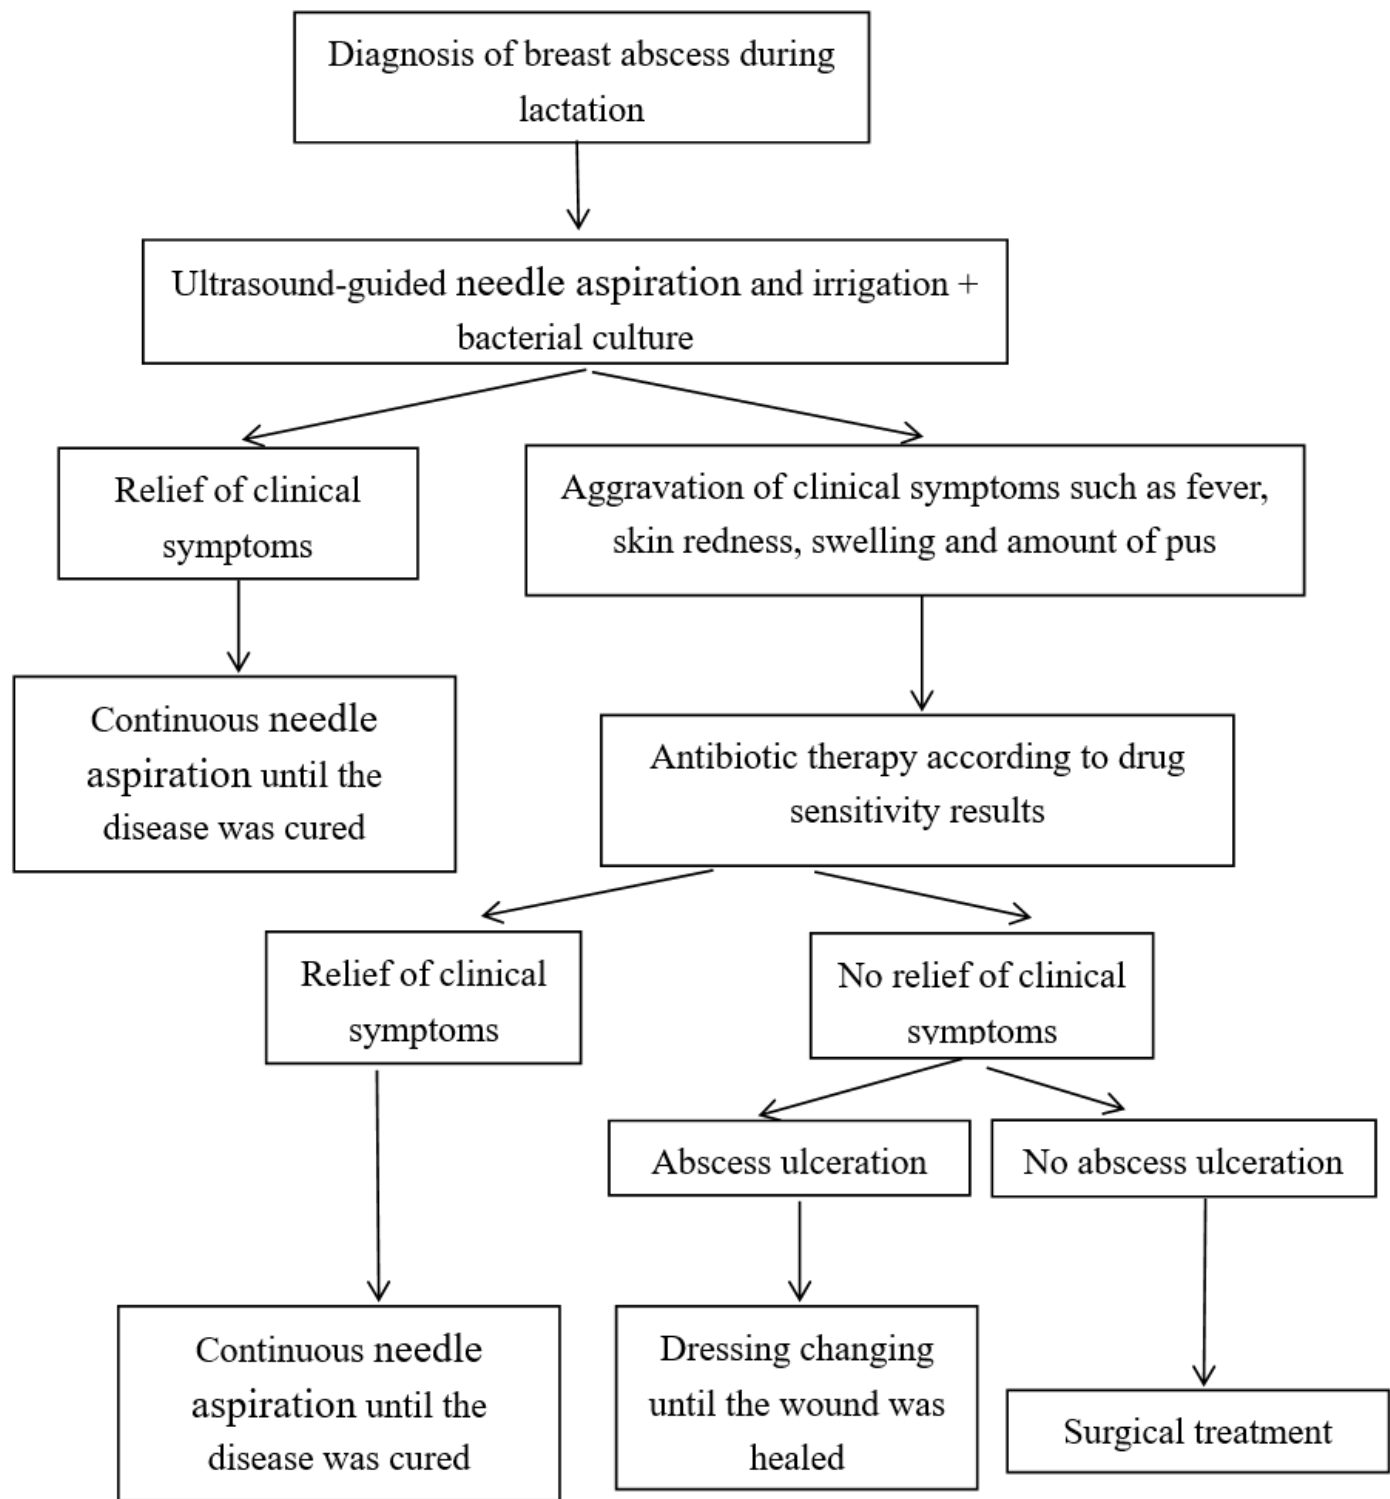 Diagnosis of breast abscess during
lactation
Ultrasound-guided needle aspiration and irrigation +
bacterial culture
Relief of clinical
symptoms
Aggravation of clinical symptoms such as fever,
skin redness, swelling and amount of pus
Continuous needle
aspiration until the
disease was cured
Antibiotic therapy according to drug
sensitivity results
Relief of clinical
symptoms
No relief of clinical
symptoms
Abscess ulceration
No abscess ulceration
Continuous needle
aspiration until the
disease was cured
Dressing changing
until the wound was
healed
Surgical treatment